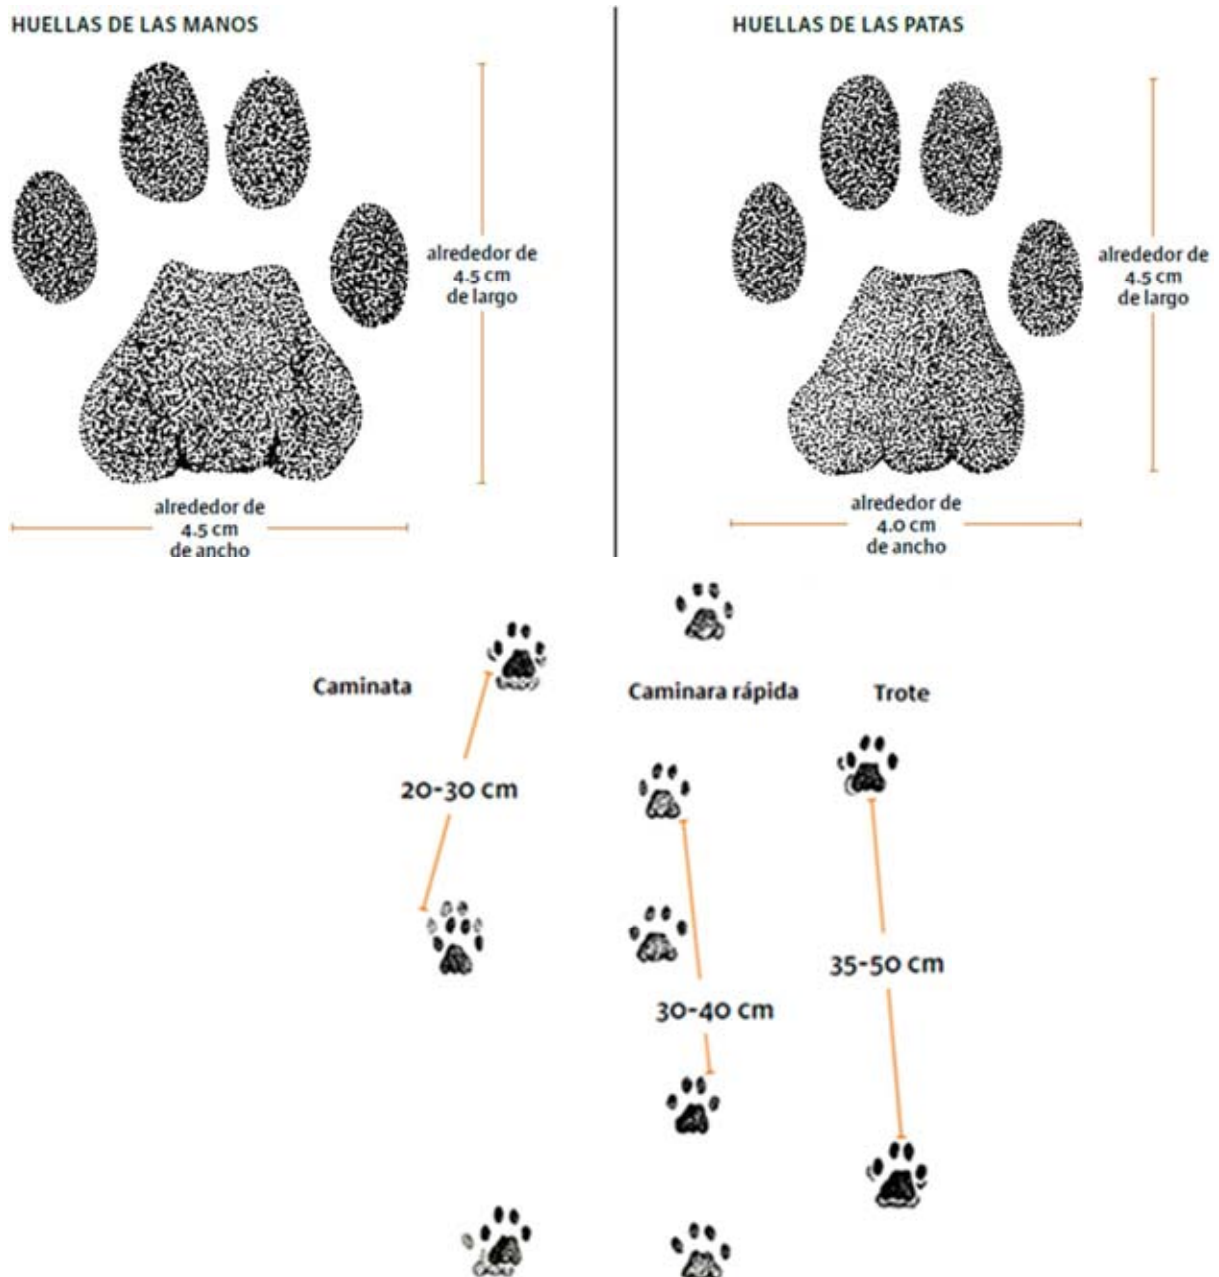 HUELLAS DE LAS MANOS
alrededor de
4.5 cm
de largo
alrededor de
4.5 cm
de ancho
HUELLAS DE LAS PATAS
alrededor de
4.5 cm
de largo
alrededor de
4.0 cm
de ancho
Caminata
20-30 cm
Caminara rápida
30-40 cm
Trote
35-50 cm